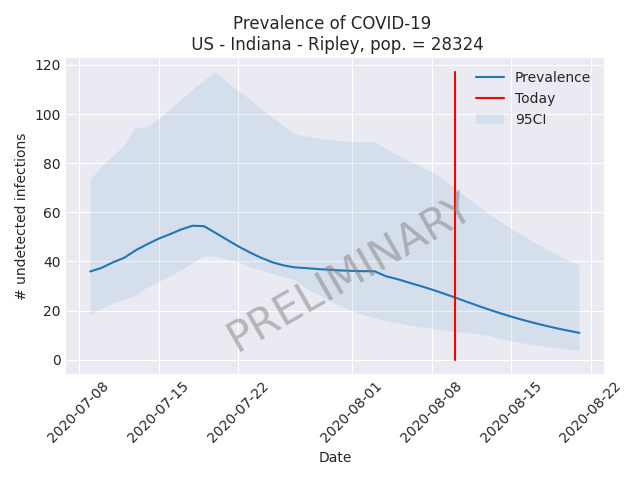 Prevalence of COVID-19
US - Indiana - Ripley, pop. = 28324
120
100
80
60
40
20
0
# undetected infections
Prevalence
Today
95CI
PRELIMINARY
2020-07-08
2020-07-15
2020-07-22
2020-08-01
2020-08-08
2020-08-15
2020-08-22
Date